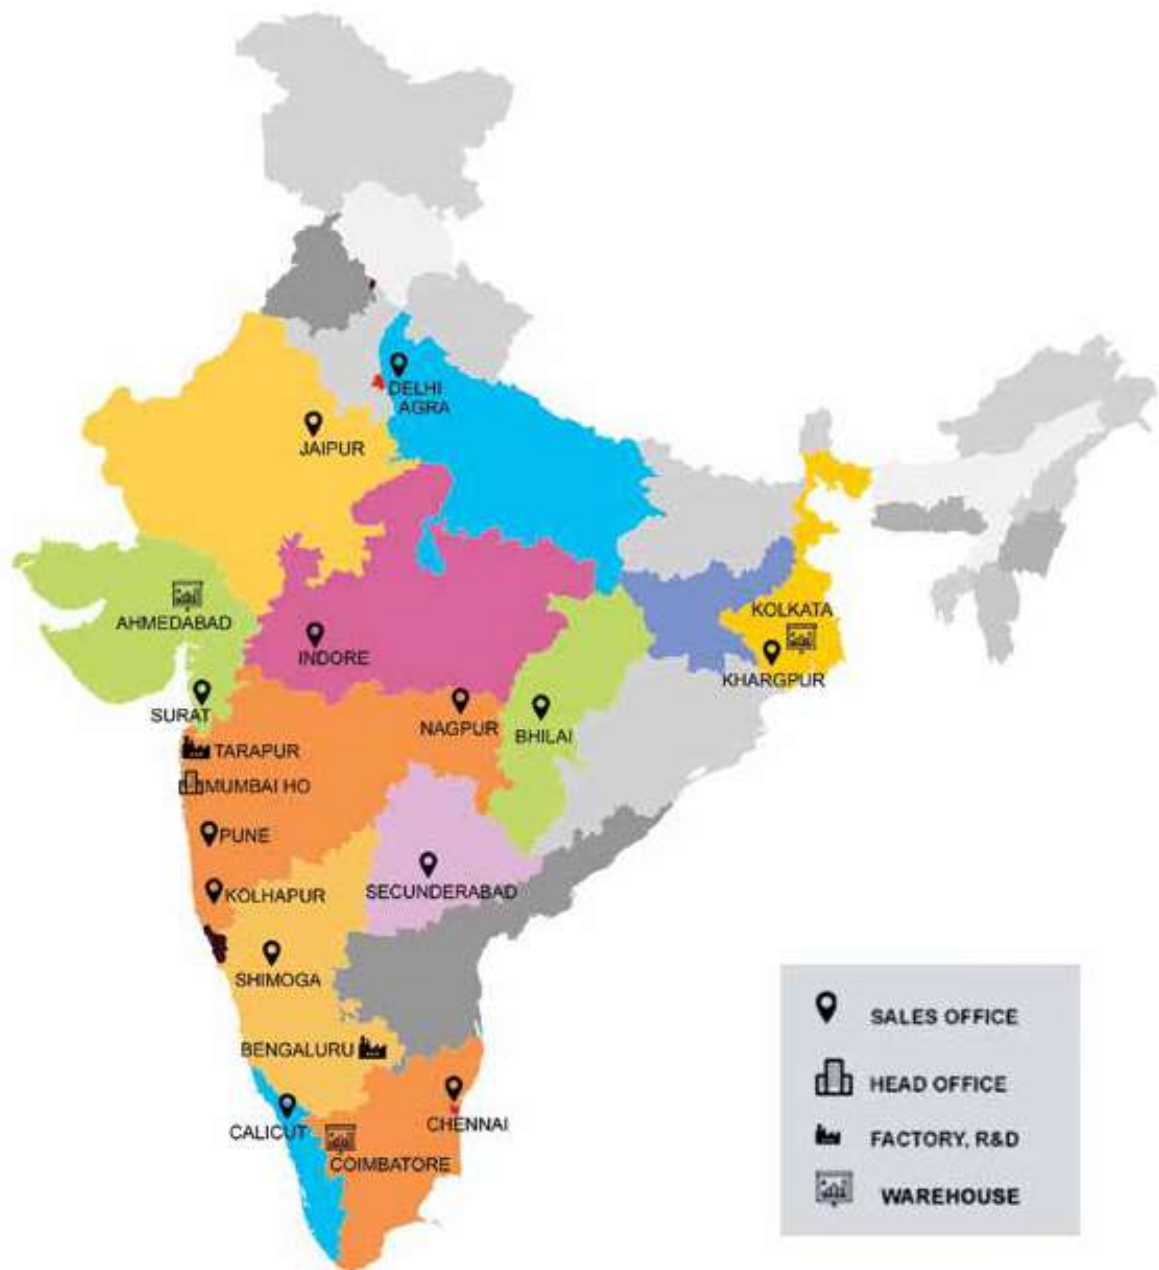 DELHI
AGRA
JAIPUR
KOLKATA
AHMEDABAD
INDORE
KHARGPUR
SURAT
NAGPUR
BHILAI
TARAPUR
MUMBAI HO
PUNE
KOLHAPUR
SECUNDERABAD
SHIMOGA
BENGALURU
CALICUT
CHENNAI
COIMBATORE
SALES OFFICE
HEAD OFFICE
FACTORY, R&D
WAREHOUSE